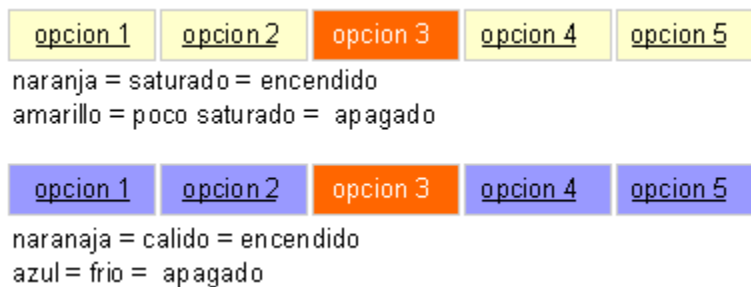 opcion 1 opcion 2 opcion 3 opcion 4 opcion 5
naranja = saturado = encendido
amarillo = poco saturado = apagado
opcion 1 opcion 2 opcion 3 opcion 4 opcion 5
naranaja = calido = encendido
azul = frio = apagado